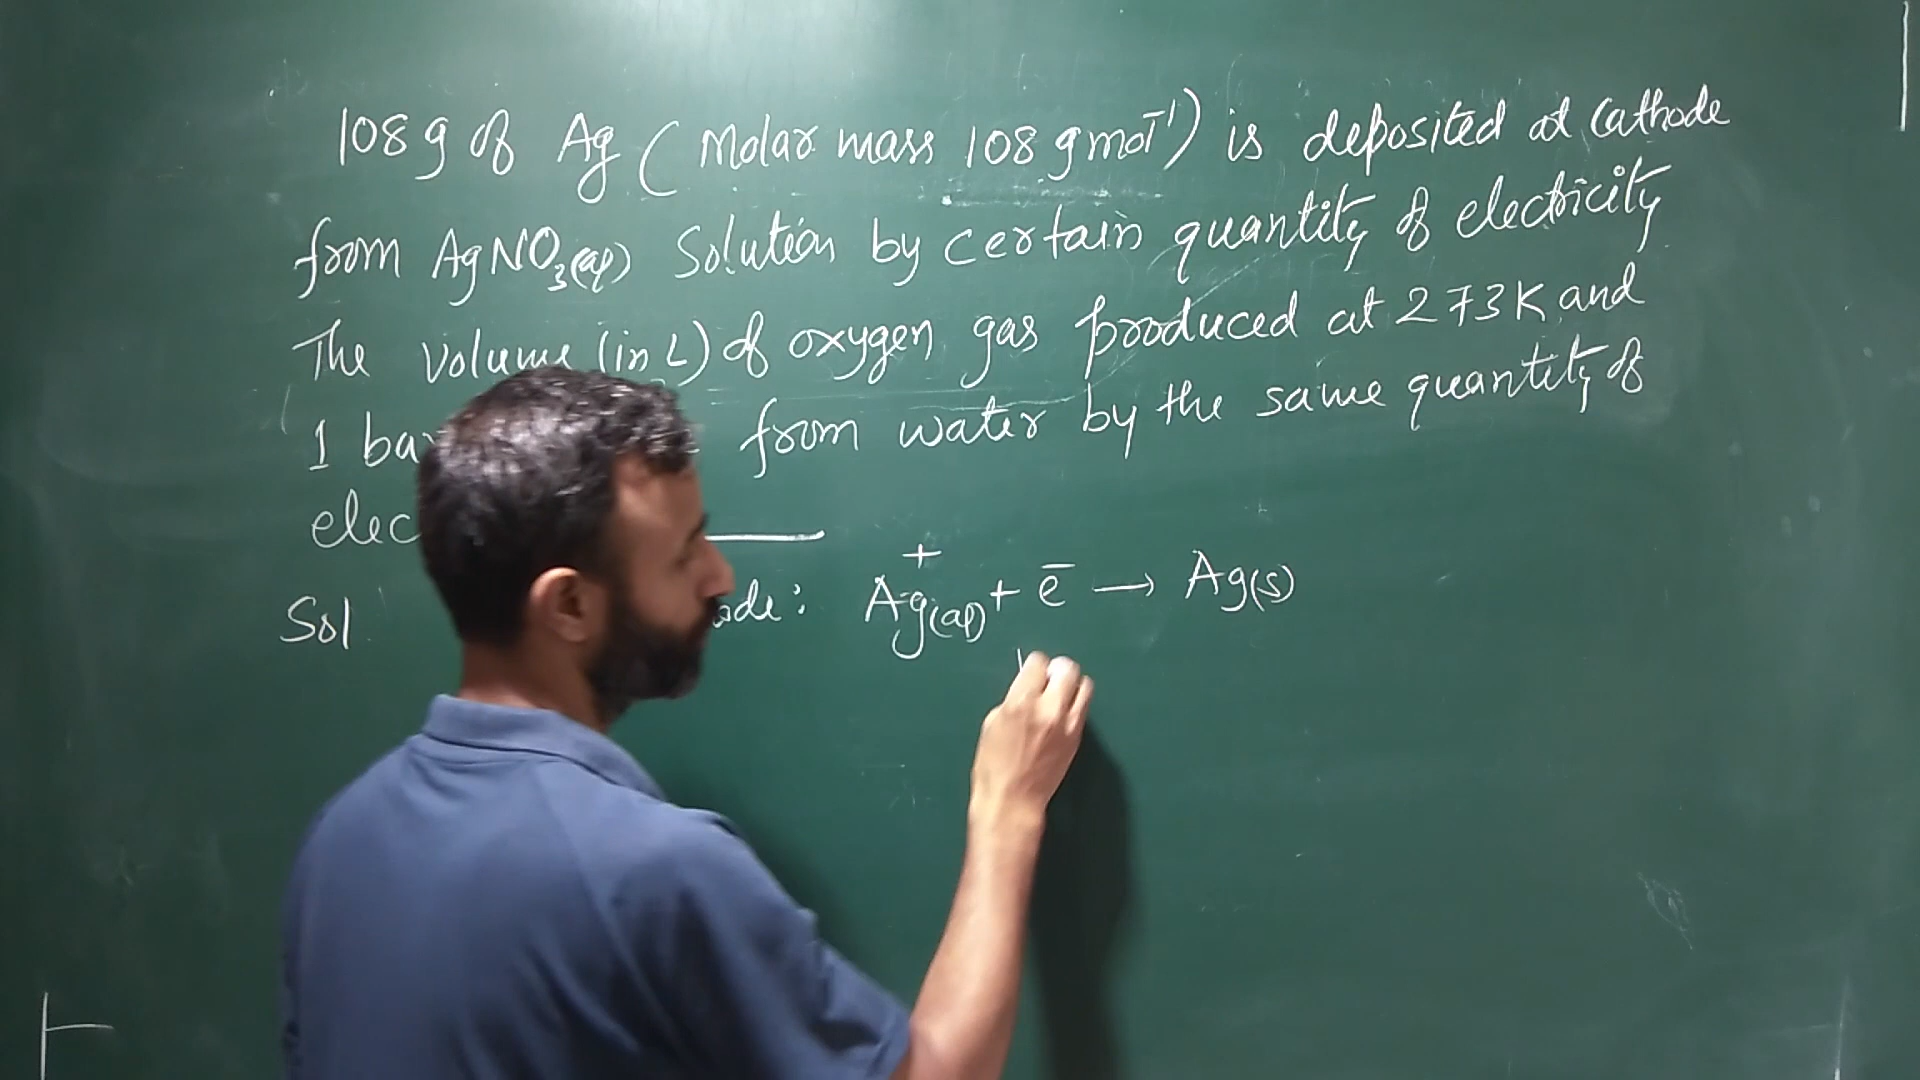 108 g of Ag ( Molar mass 108 g mol⁻¹) is deposited at cathode
from AgNO₃(aq) Solution by certain quantity of electricity
The volume (in L) of oxygen gas produced at 273 K and
1 bar from water by the same quantity of
elec
Sol ode: Ag⁺(aq) + e⁻ → Ag(s)